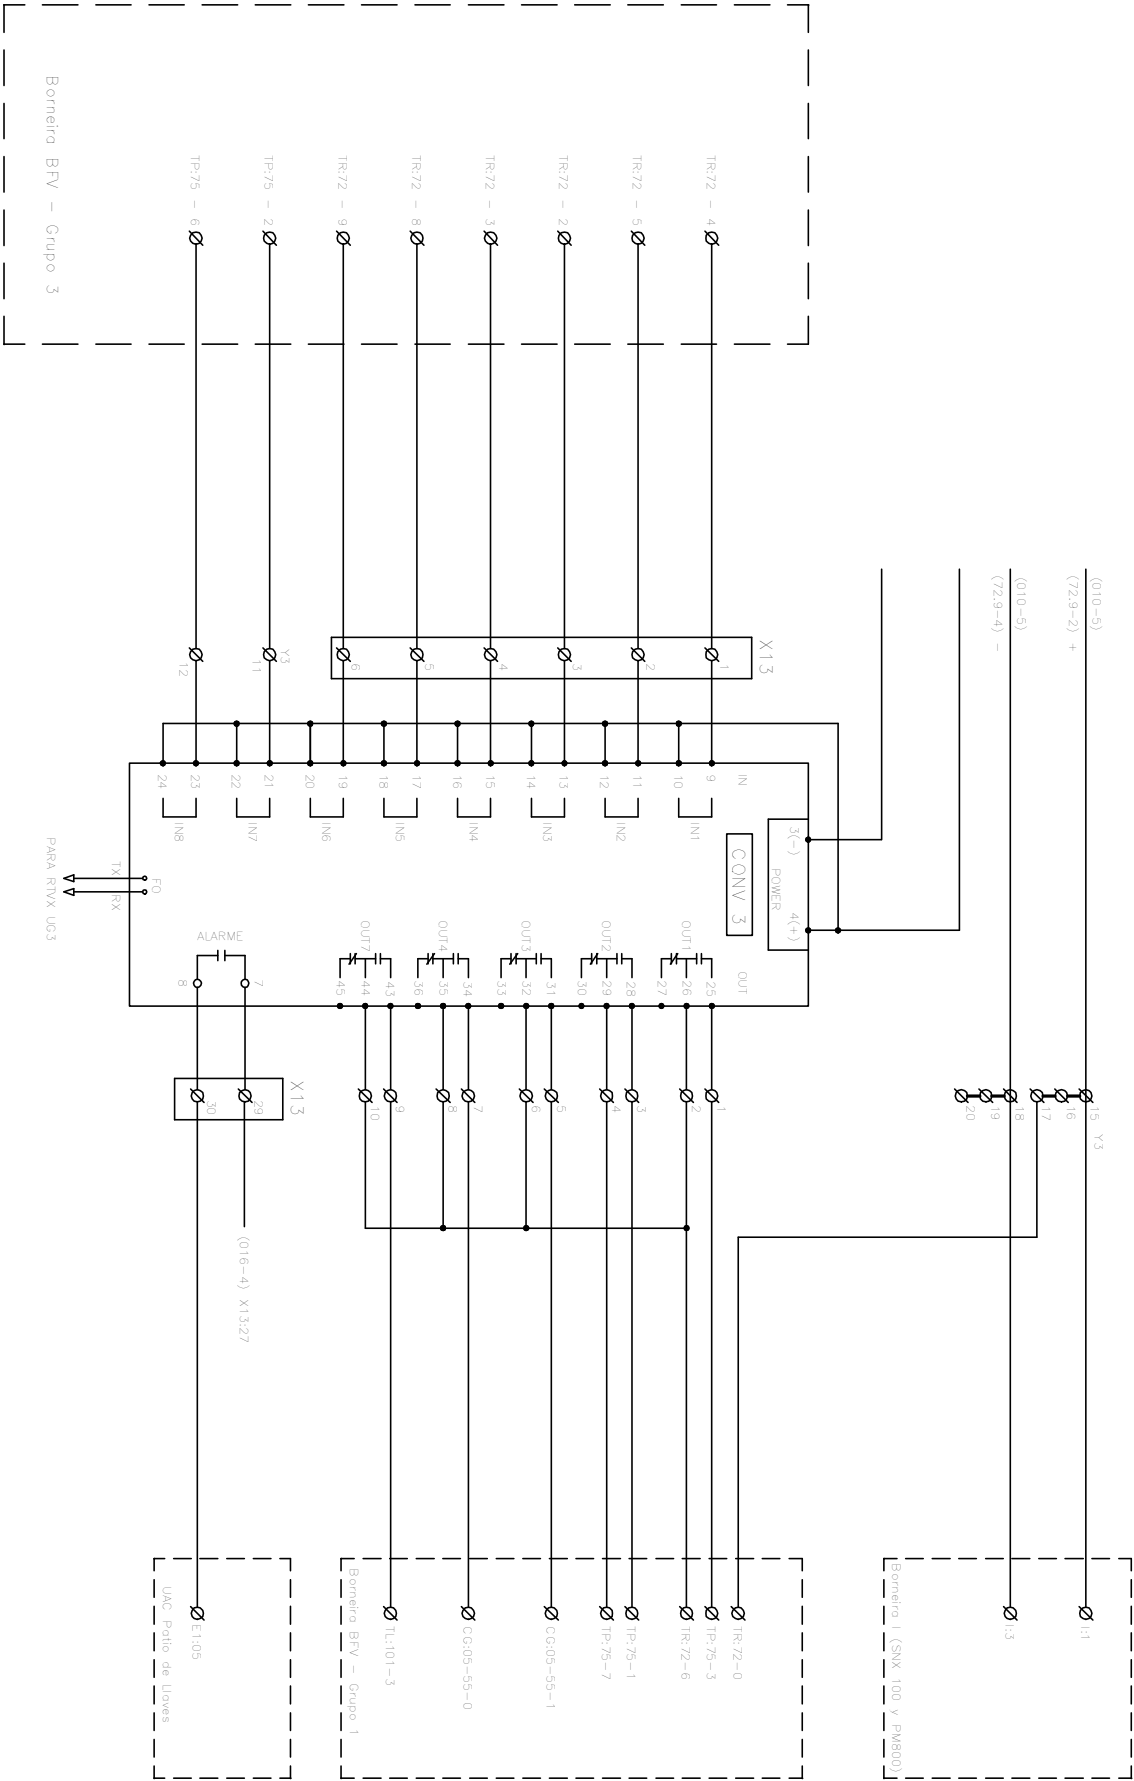 (010-5)
(72.9-2) +
(010-5)
(72.9-4) -
Y3
15
16
17
18
19
20
I:1
I:3
Borneira I (SNX 100 y PM800)
Borneira BFV - Grupo 3
TR:72 - 4
TR:72 - 5
TR:72 - 2
TR:72 - 3
TR:72 - 8
TR:72 - 9
TP:75 - 2
TP:75 - 6
X13
1
2
3
4
5
6
Y3
11
12
IN
9
10
11
12
13
14
15
16
17
18
19
20
21
22
23
24
IN1
IN2
IN3
IN4
IN5
IN6
IN7
IN8
3(-)
POWER
4(+)
CONV 3
FO
TX
RX
PARA RTVX UG3
ALARME
7
8
OUT
OUT1
OUT2
OUT3
OUT4
OUT7
25
26
27
28
29
30
31
32
33
34
35
36
43
44
45
1
2
3
4
5
6
7
8
9
10
X13
29
30
(016-4) X13:27
TR:72-0
TP:75-3
TR:72-6
TP:75-1
TP:75-7
CG:05-55-1
CG:05-55-0
TL:101-3
Borneira BFV - Grupo 1
E1:05
UAC Patio de Llaves